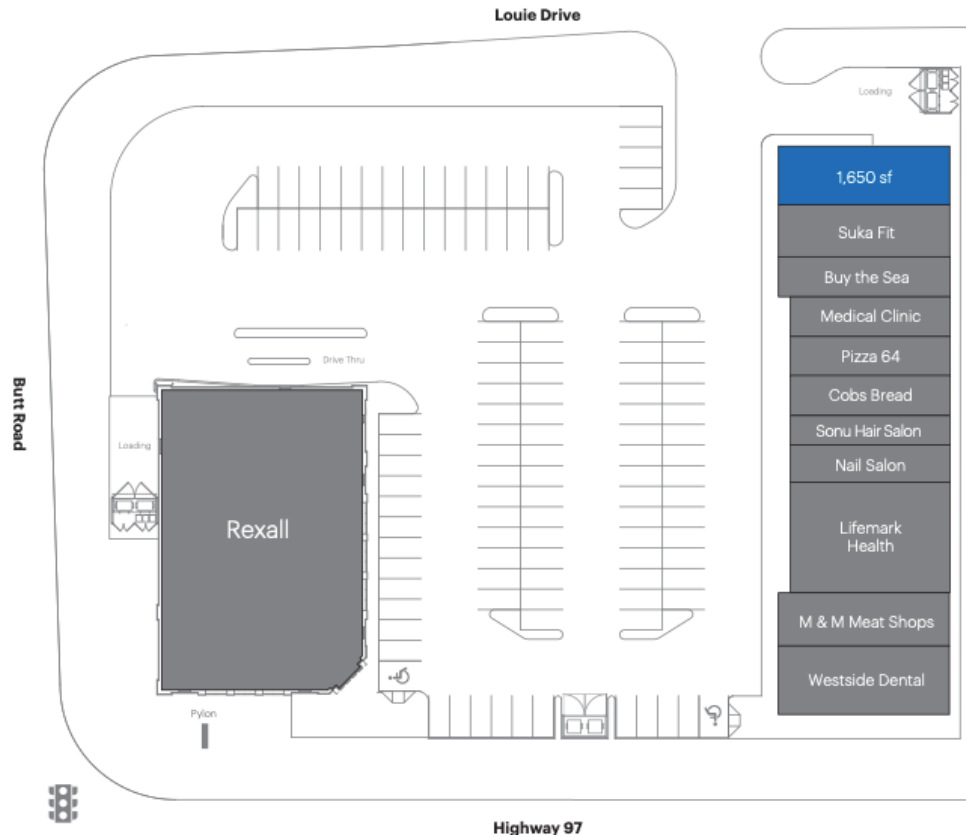 Louie Drive
Loading
1,650 sf
Suka Fit
Buy the Sea
Medical Clinic
Pizza 64
Drive Thru
Butt Road
Cobs Bread
Sonu Hair Salon
Loading
Nail Salon
Rexall
Lifemark
Health
M & M Meat Shops
Westside Dental
Pylon
Highway 97